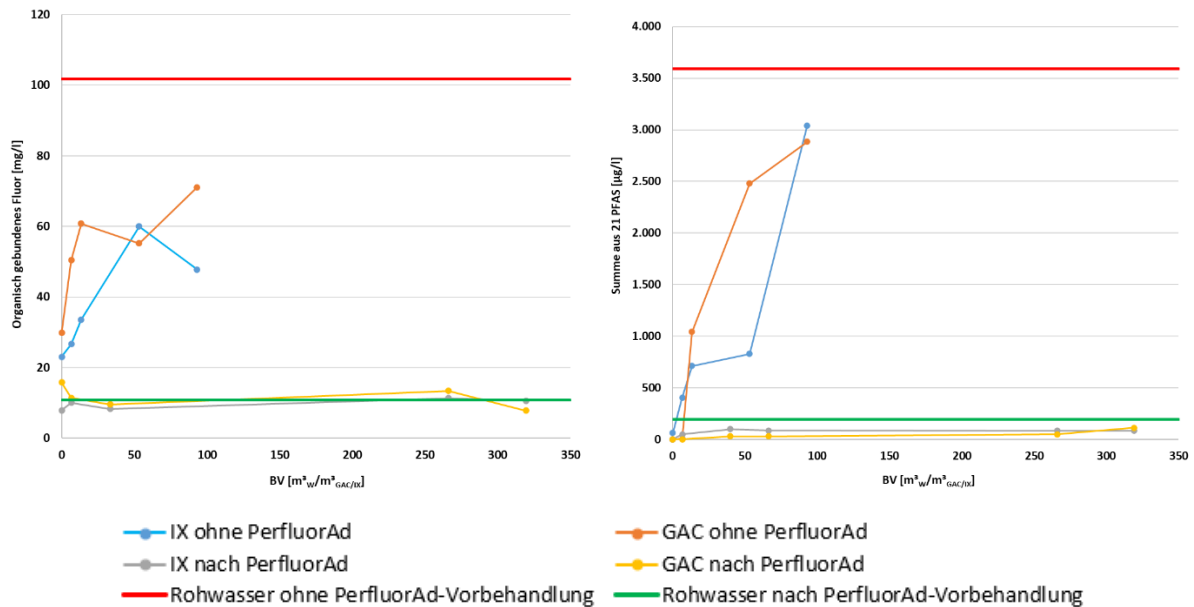 120
100
80
60
40
20
0
Organisch gebundenes Fluor [mg/l]
0 50 100 150 200 250 300 350
BV [m³W/m³GAC/IX]
4.000
3.500
3.000
2.500
2.000
1.500
1.000
500
0
Summe aus 21 PFAS [µg/l]
0 50 100 150 200 250 300 350
BV [m³W/m³GAC/IX]
IX ohne PerfluorAd
GAC ohne PerfluorAd
IX nach PerfluorAd
GAC nach PerfluorAd
Rohwasser ohne PerfluorAd-Vorbehandlung
Rohwasser nach PerfluorAd-Vorbehandlung